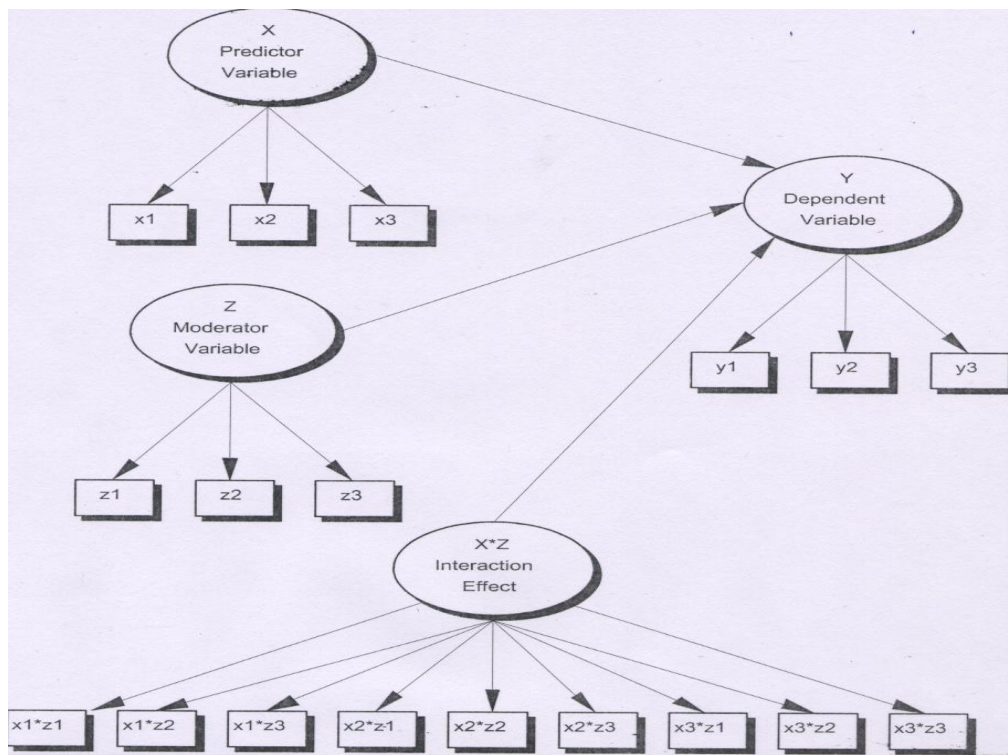 X
Predictor
Variable
x1
x2
x3
Y
Dependent
Variable
Z
Moderator
Variable
y1
y2
y3
z1
z2
z3
X*Z
Interaction
Effect
x1*z1
x1*z2
x1*z3
x2*z1
x2*z2
x2*z3
x3*z1
x3*z2
x3*z3